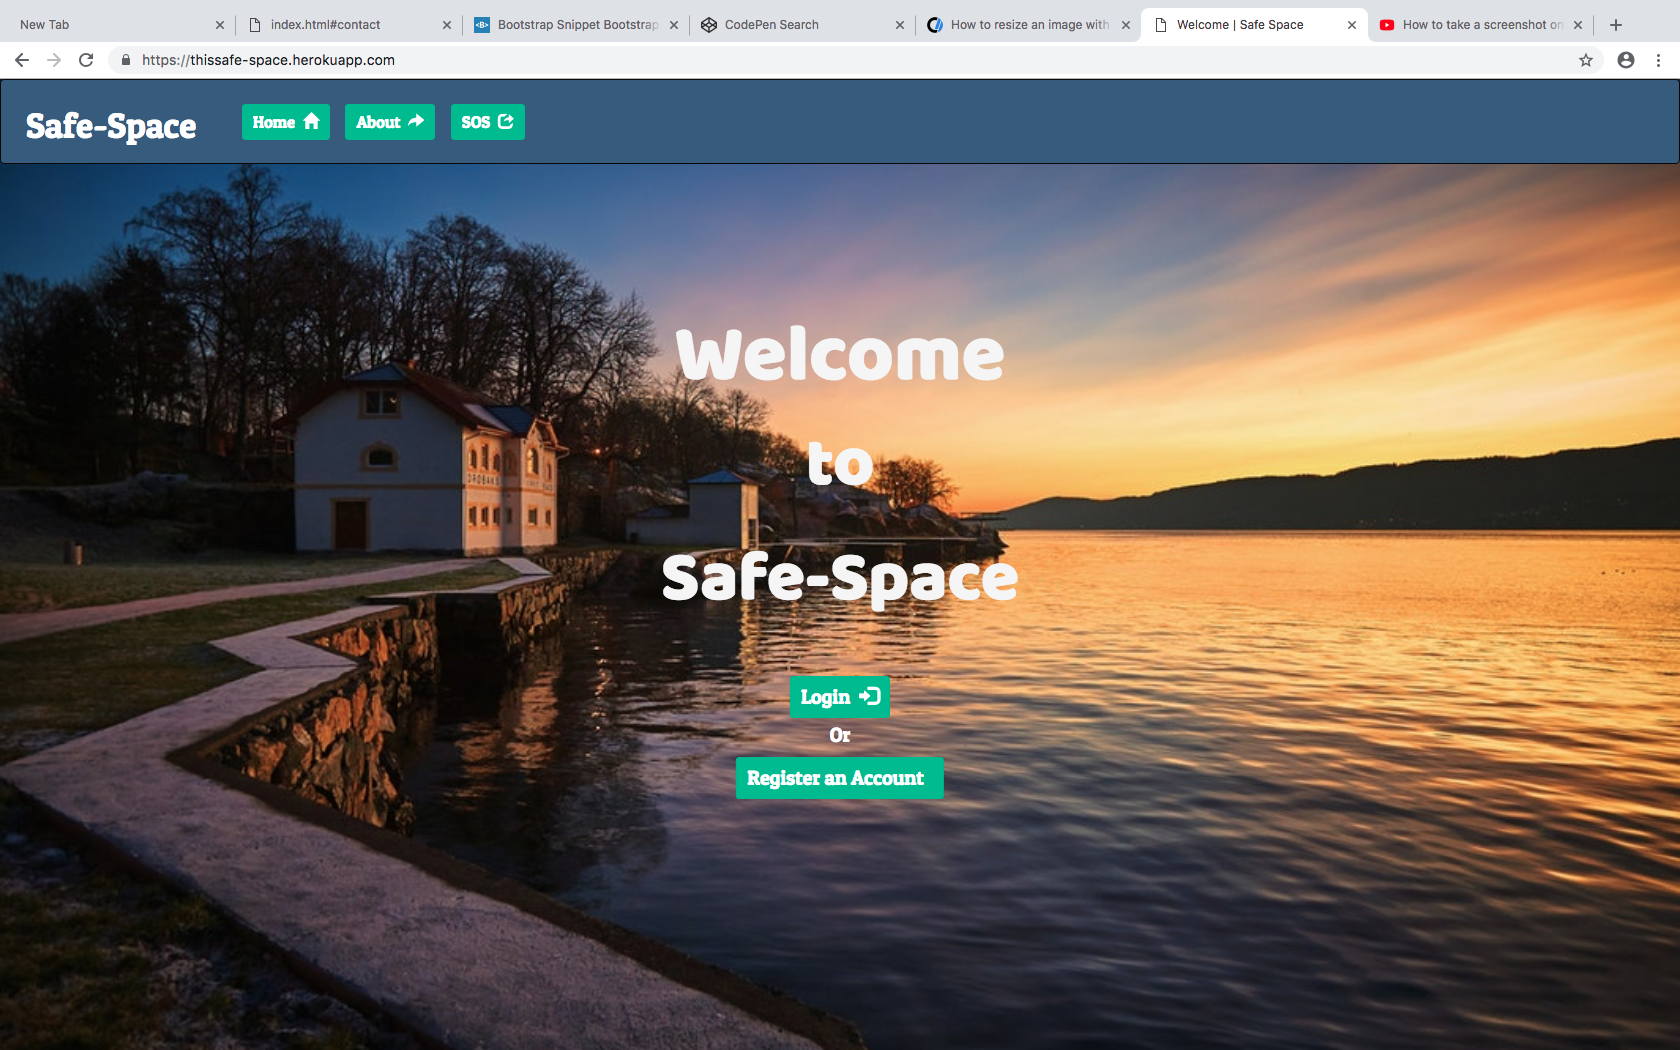 New Tab
index.html#contact
Bootstrap Snippet Bootstrap
CodePen Search
How to resize an image with
Welcome | Safe Space
How to take a screenshot on
https://thissafe-space.herokuapp.com
Safe-Space
Home
About
SOS
Welcome
to
Safe-Space
Login
Or
Register an Account